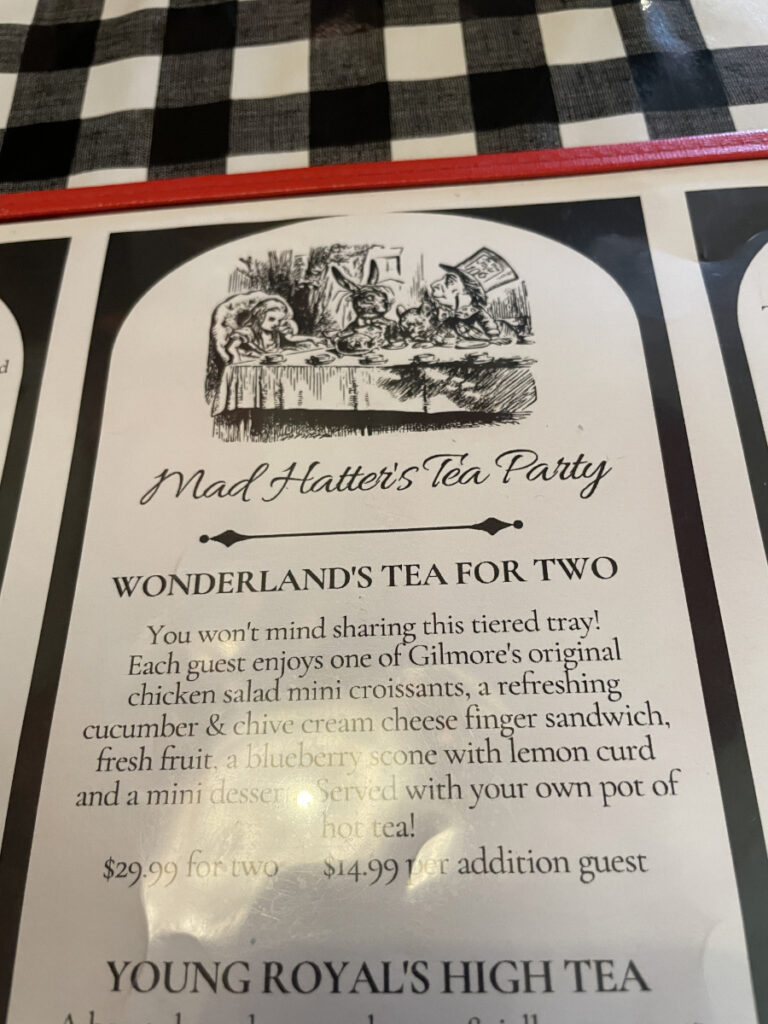 Mad Hatter's Tea Party
WONDERLAND'S TEA FOR TWO
You won't mind sharing this tiered tray!
Each guest enjoys one of Gilmore's original
chicken salad mini croissants, a refreshing
cucumber & chive cream cheese finger sandwich,
fresh fruit, a blueberry scone with lemon curd
and a mini dessert. Served with your own pot of
hot tea!
$29.99 for two $14.99 per addition guest
YOUNG ROYAL'S HIGH TEA